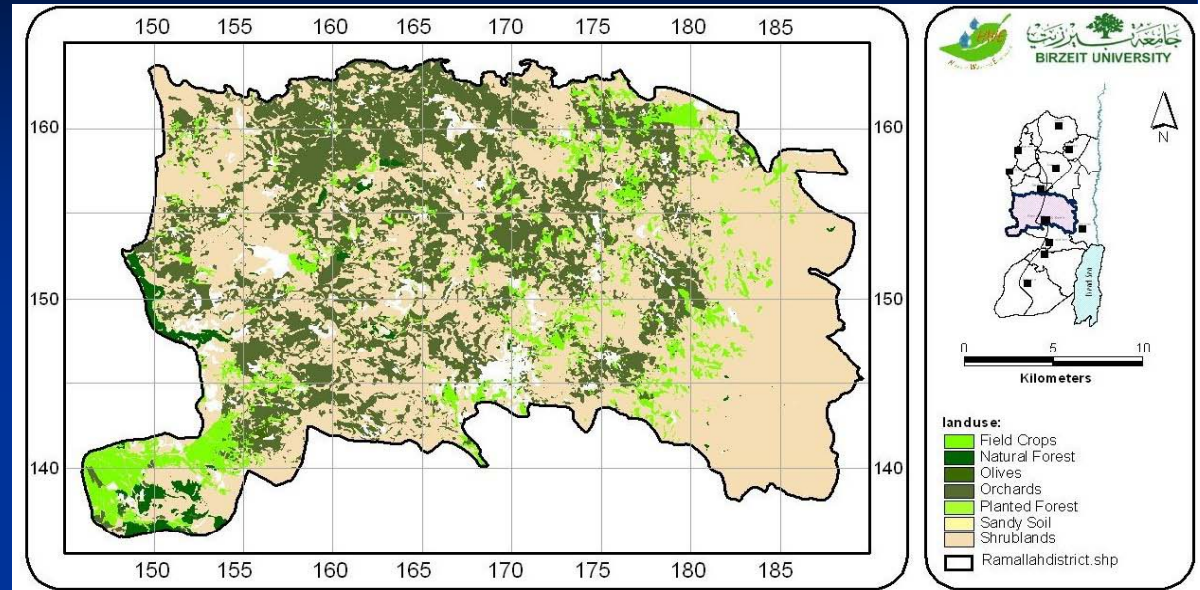 150 155 160 165 170 175 180 185
160 160
150 150
140 140
150 155 160 165 170 175 180 185
جامعة بيرزيت
BIRZEIT UNIVERSITY
N
Dead Sea
0 5 10
Kilometers
landuse:
Field Crops
Natural Forest
Olives
Orchards
Planted Forest
Sandy Soil
Shrublands
Ramallahdistrict.shp